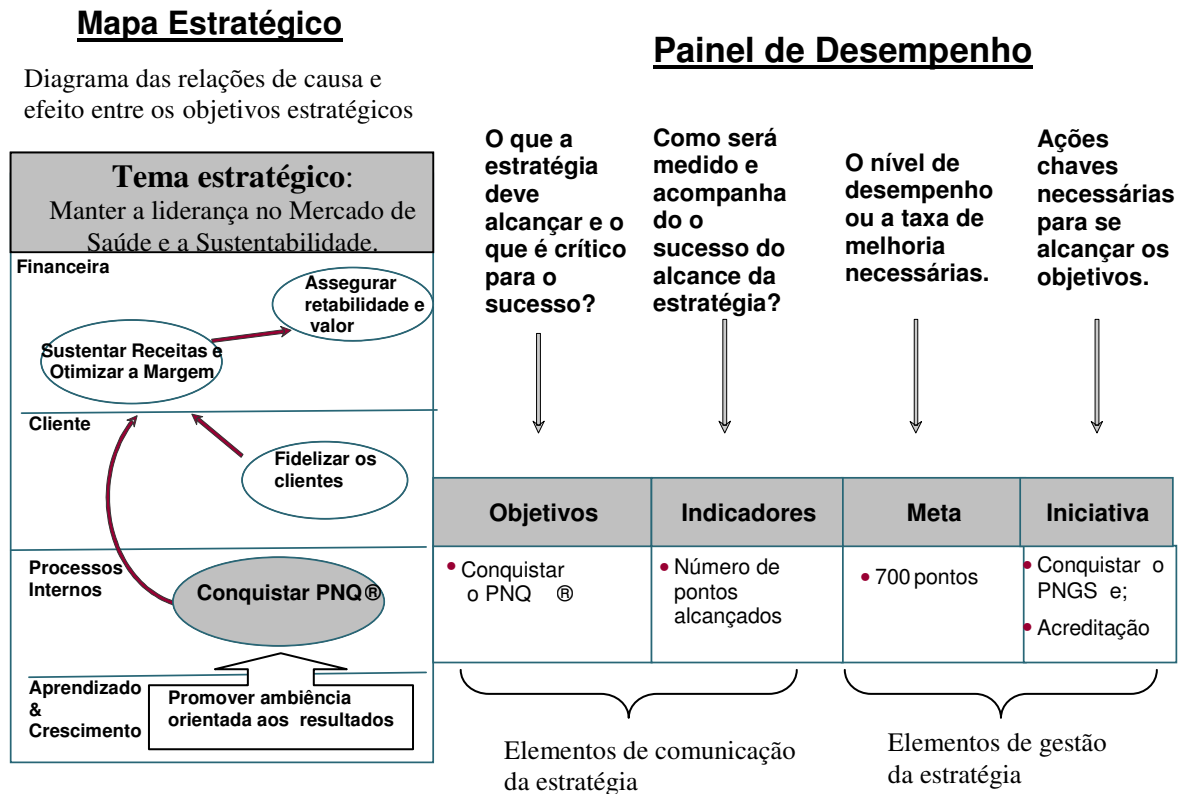 Mapa Estratégico
Diagrama das relações de causa e
efeito entre os objetivos estratégicos
Tema estratégico:
Manter a liderança no Mercado de
Saúde e a Sustentabilidade.
Financeira
Assegurar
retabilidade e
valor
Sustentar Receitas e
Otimizar a Margem
Cliente
Fidelizar os
clientes
Processos
Internos
Conquistar PNQ®
Aprendizado
&
Crescimento
Promover ambiência
orientada aos resultados
Painel de Desempenho
O que a
estratégia
deve
alcançar e o
que é crítico
para o
sucesso?
Como será
medido e
acompanha
do o
sucesso do
alcance da
estratégia?
O nível de
desempenho
ou a taxa de
melhoria
necessárias.
Ações
chaves
necessárias
para se
alcançar os
objetivos.
Objetivos
Indicadores
Meta
Iniciativa
• Conquistar
o PNQ ®
• Número de
pontos
alcançados
• 700 pontos
• Conquistar o
PNGS e;
• Acreditação
Elementos de comunicação
da estratégia
Elementos de gestão
da estratégia